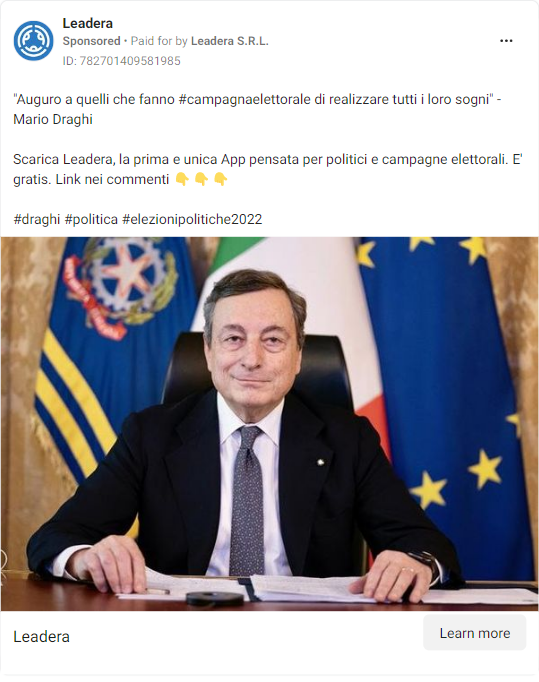 Leadera
Sponsored • Paid for by Leadera S.R.L.
ID: 782701409581985
"Auguro a quelli che fanno #campagnaelettorale di realizzare tutti i loro sogni" -
Mario Draghi
Scarica Leadera, la prima e unica App pensata per politici e campagne elettorali. E'
gratis. Link nei commenti 👇👇👇
#draghi #politica #elezionipolitiche2022
Leadera
Learn more